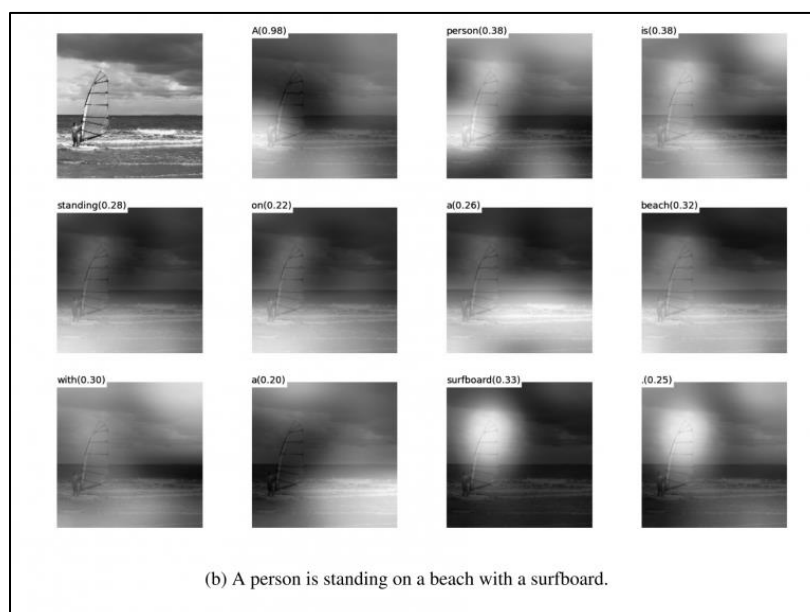 A(0.98) person(0.38) is(0.38)
standing(0.28) on(0.22) a(0.26) beach(0.32)
with(0.30) a(0.20) surfboard(0.33) .(0.25)
(b) A person is standing on a beach with a surfboard.